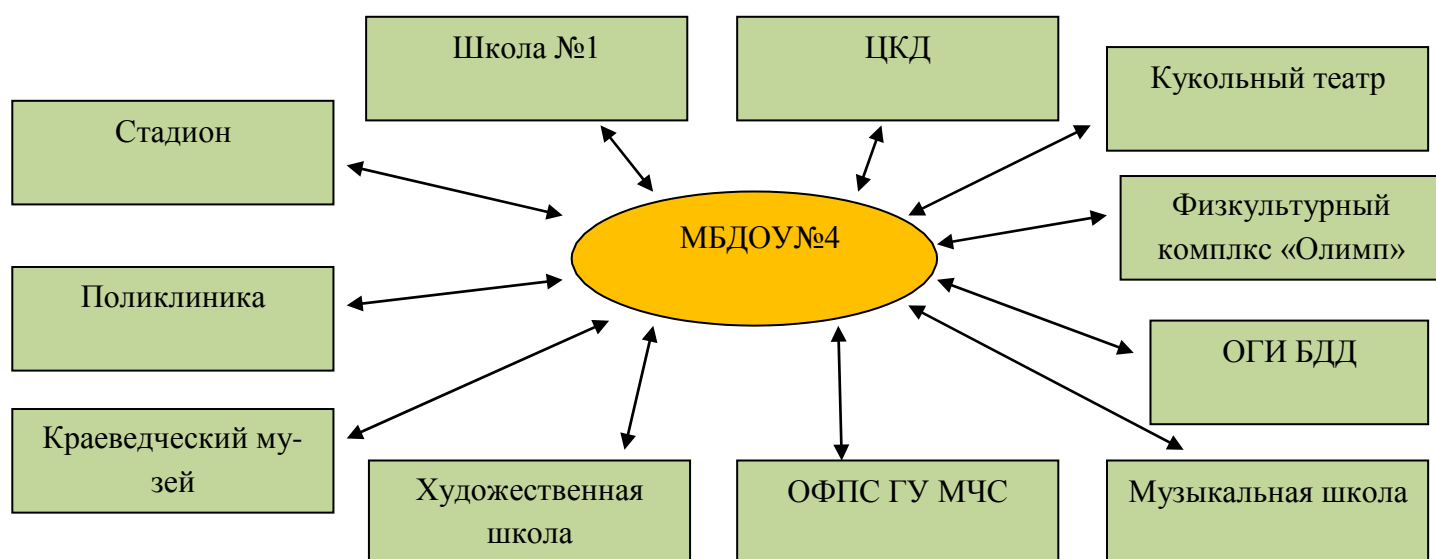 Школа №1
ЦКД
Кукольный театр
Стадион
МБДОУ№4
Физкультурный
комплкс «Олимп»
Поликлиника
ОГИ БДД
Краеведческий му-
зей
Художественная
школа
ОФПС ГУ МЧС
Музыкальная школа